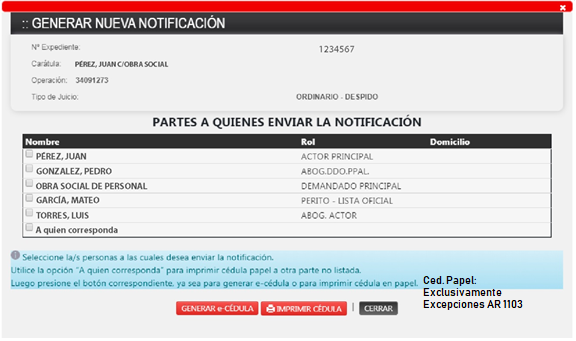 :: GENERAR NUEVA NOTIFICACIÓN
Nº Expediente: 1234567
Carátula: PÉREZ, JUAN C/OBRA SOCIAL
Operación: 34091273
Tipo de Juicio: ORDINARIO - DESPIDO
PARTES A QUIENES ENVIAR LA NOTIFICACIÓN
Nombre Rol Domicilio
PÉREZ, JUAN ACTOR PRINCIPAL
GONZALEZ, PEDRO ABOG.DDO.PPAL.
OBRA SOCIAL DE PERSONAL DEMANDADO PRINCIPAL
GARCÍA, MATEO PERITO - LISTA OFICIAL
TORRES, LUIS ABOG. ACTOR
A quien corresponda
Seleccione la/s personas a las cuales desea enviar la notificación.
Utilice la opción "A quien corresponda" para imprimir cédula papel a otra parte no listada.
Luego presione el botón correspondiente, ya sea para generar e-cédula o para imprimir cédula en papel.
Ced. Papel:
Exclusivamente
Excepciones AR 1103
GENERAR e-CÉDULA IMPRIMIR CÉDULA | CERRAR